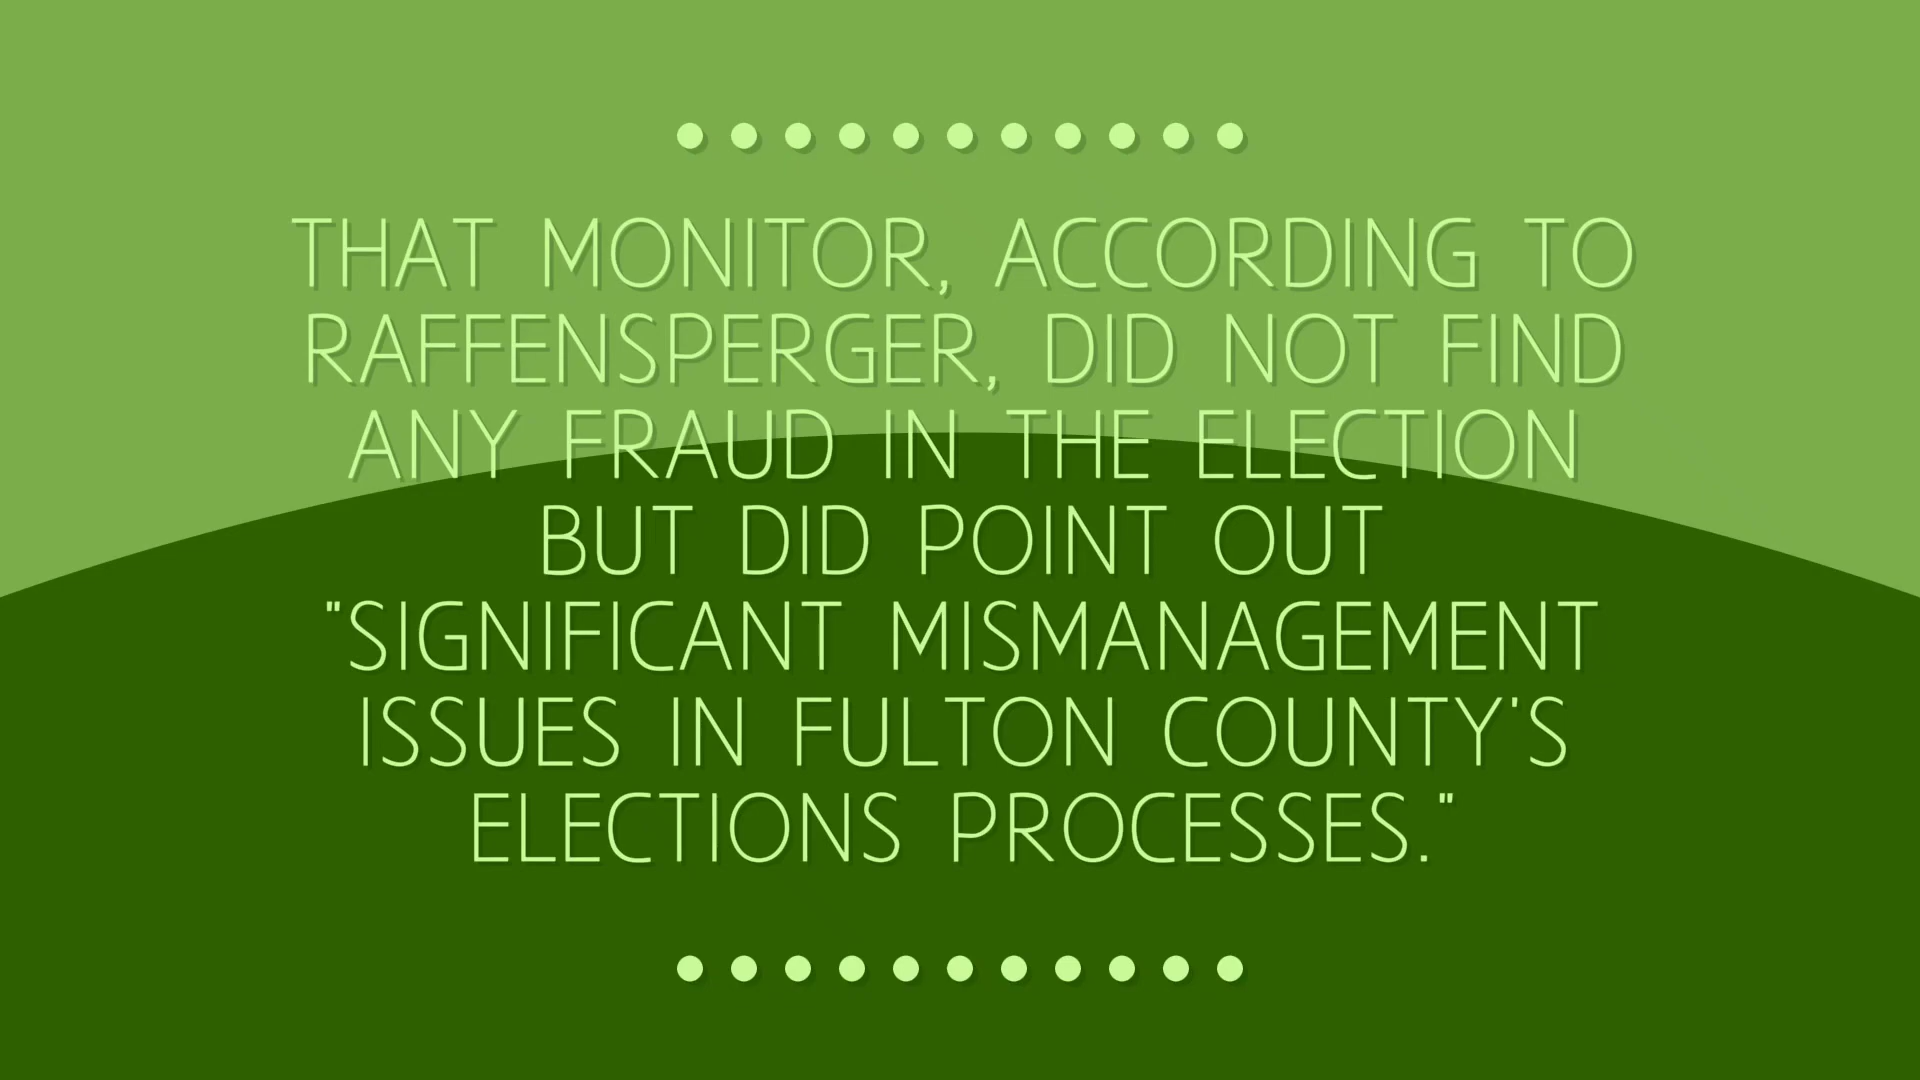 THAT MONITOR, ACCORDING TO
RAFFENSPERGER, DID NOT FIND
ANY FRAUD IN THE ELECTION
BUT DID POINT OUT
"SIGNIFICANT MISMANAGEMENT
ISSUES IN FULTON COUNTY'S
ELECTIONS PROCESSES."